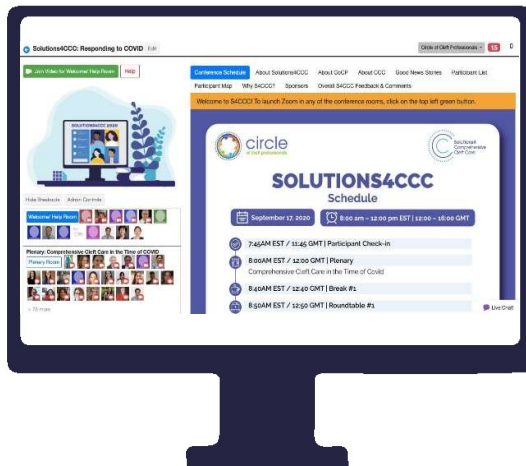 Solutions4CCC: Responding to COVID Edit
Circle of Cleft Professionals
15
Join Video for Welcome/ Help Room
Help
Conference Schedule About Solutions4CCC About CoCP About CCC Good News Stories Participant List
Participant Map Why S4CCC? Sponsors Overall S4CCC Feedback & Comments
Welcome to S4CCC! To launch Zoom in any of the conference rooms, click on the top left green button.
SOLUTIONS4CCC 2020
circle
of cleft professionals
Solutions4
Comprehensive
Cleft Care
SOLUTIONS4CCC
Schedule
September 17, 2020
8:00 am – 12:00 pm EST | 12:00 – 16:00 GMT
Hide Breakouts Admin Controls
Welcome/ Help Room
7:45AM EST / 11:45 GMT | Participant Check-in
Plenary: Comprehensive Cleft Care in the Time of COVID
Plenary Room
8:00AM EST / 12:00 GMT | Plenary
Comprehensive Cleft Care in the Time of Covid
8:40AM EST / 12:40 GMT | Break #1
8:50AM EST / 12:50 GMT | Roundtable #1
Live Chat